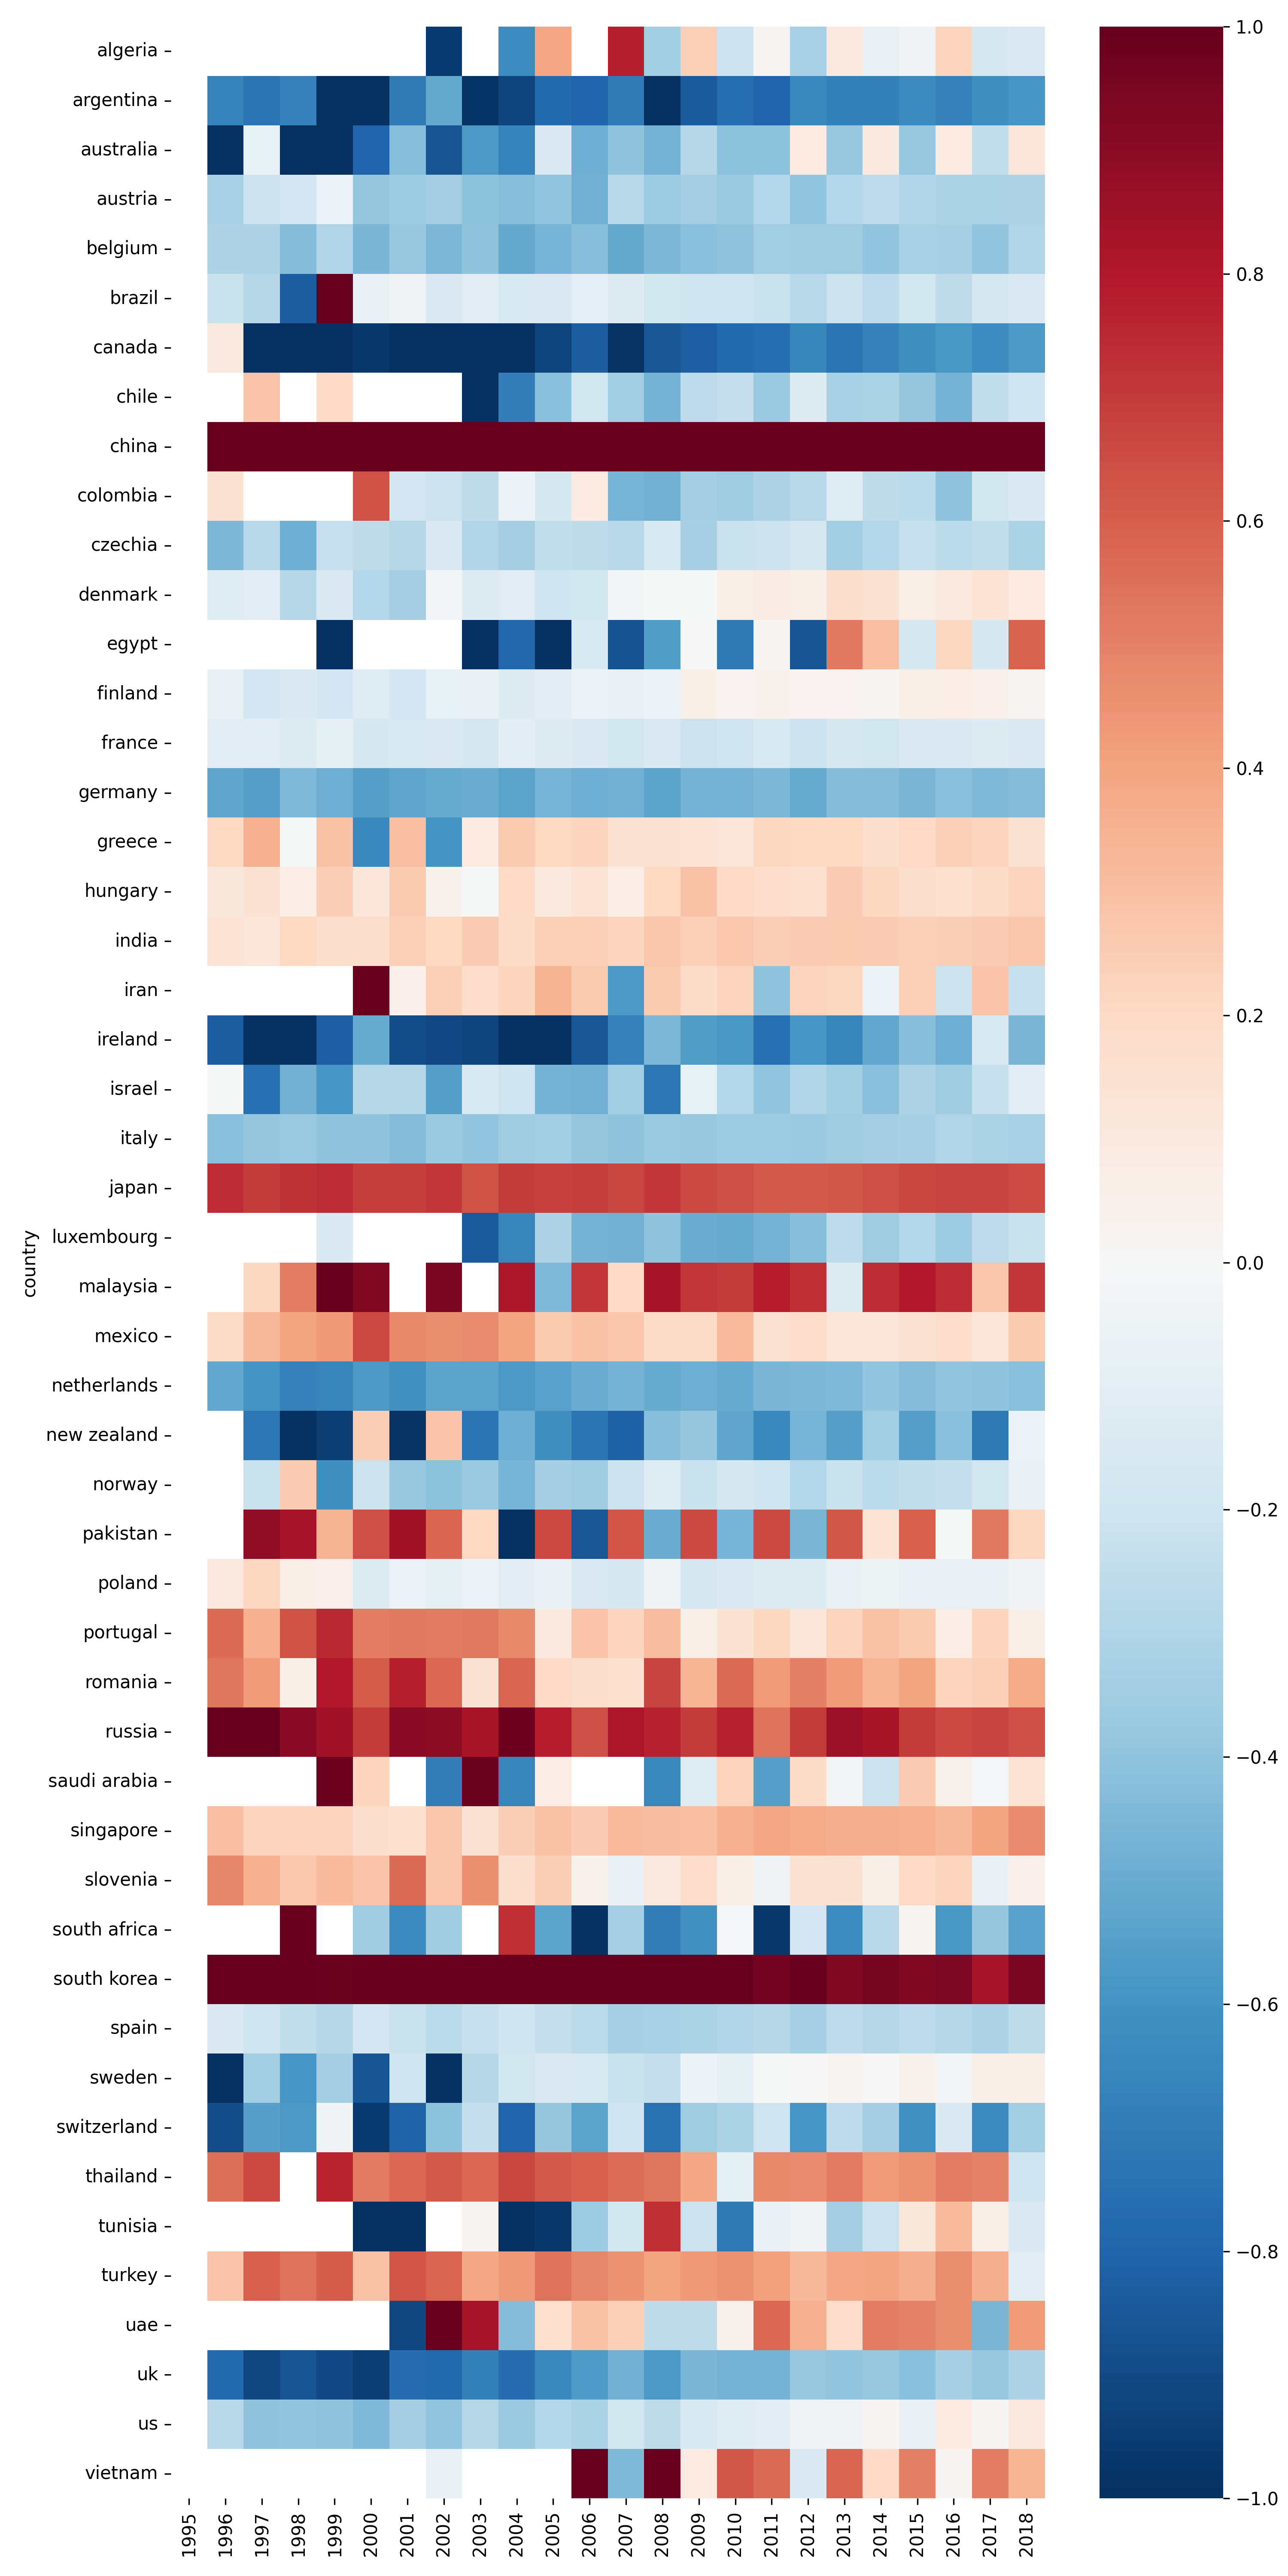 algeria
argentina
australia
austria
belgium
brazil
canada
chile
china
colombia
czechia
denmark
egypt
finland
france
germany
greece
hungary
india
iran
ireland
israel
italy
japan
luxembourg
malaysia
mexico
netherlands
new zealand
norway
pakistan
poland
portugal
romania
russia
saudi arabia
singapore
slovenia
south africa
south korea
spain
sweden
switzerland
thailand
tunisia
turkey
uae
uk
us
vietnam
country
1995 1996 1997 1998 1999 2000 2001 2002 2003 2004 2005 2006 2007 2008 2009 2010 2011 2012 2013 2014 2015 2016 2017 2018
1.0
0.8
0.6
0.4
0.2
0.0
−0.2
−0.4
−0.6
−0.8
−1.0